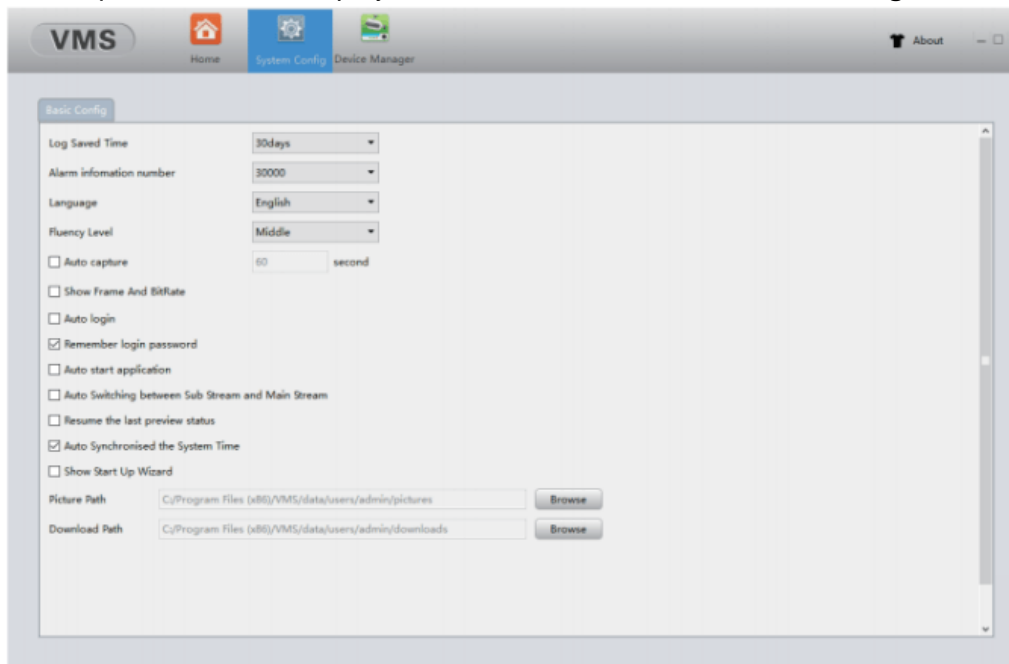 VMS
Home
System Config
Device Manager
About
Basic Config
Log Saved Time 30days
Alarm infomation number 30000
Language English
Fluency Level Middle
Auto capture 60 second
Show Frame And BitRate
Auto login
Remember login password
Auto start application
Auto Switching between Sub Stream and Main Stream
Resume the last preview status
Auto Synchronised the System Time
Show Start Up Wizard
Picture Path C:/Program Files (x86)/VMS/data/users/admin/pictures Browse
Download Path C:/Program Files (x86)/VMS/data/users/admin/downloads Browse